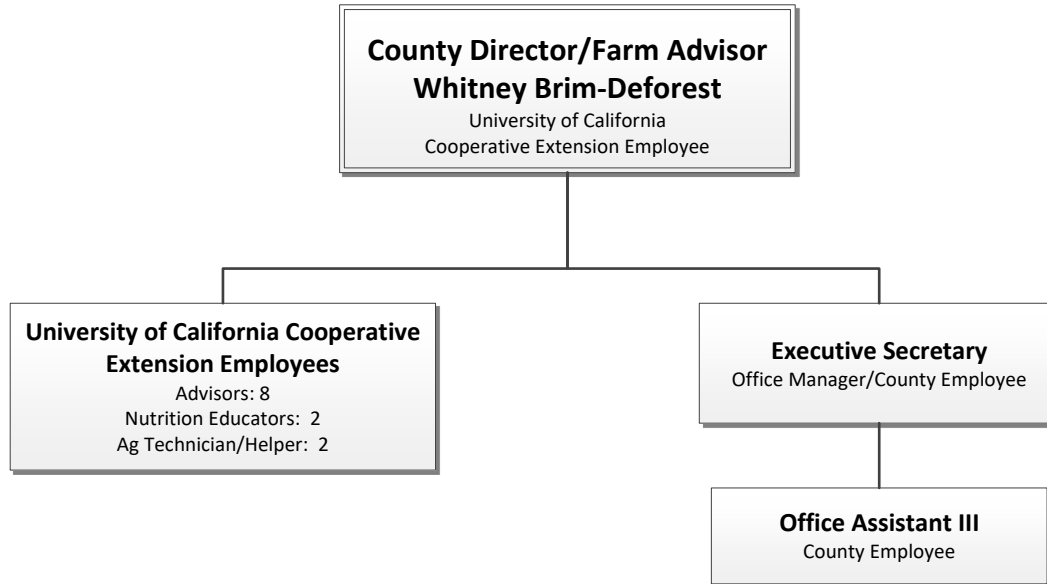 County Director/Farm Advisor
Whitney Brim-Deforest
University of California
Cooperative Extension Employee
University of California Cooperative
Extension Employees
Advisors: 8
Nutrition Educators:  2
Ag Technician/Helper:  2
Executive Secretary
Office Manager/County Employee
Office Assistant III
County Employee